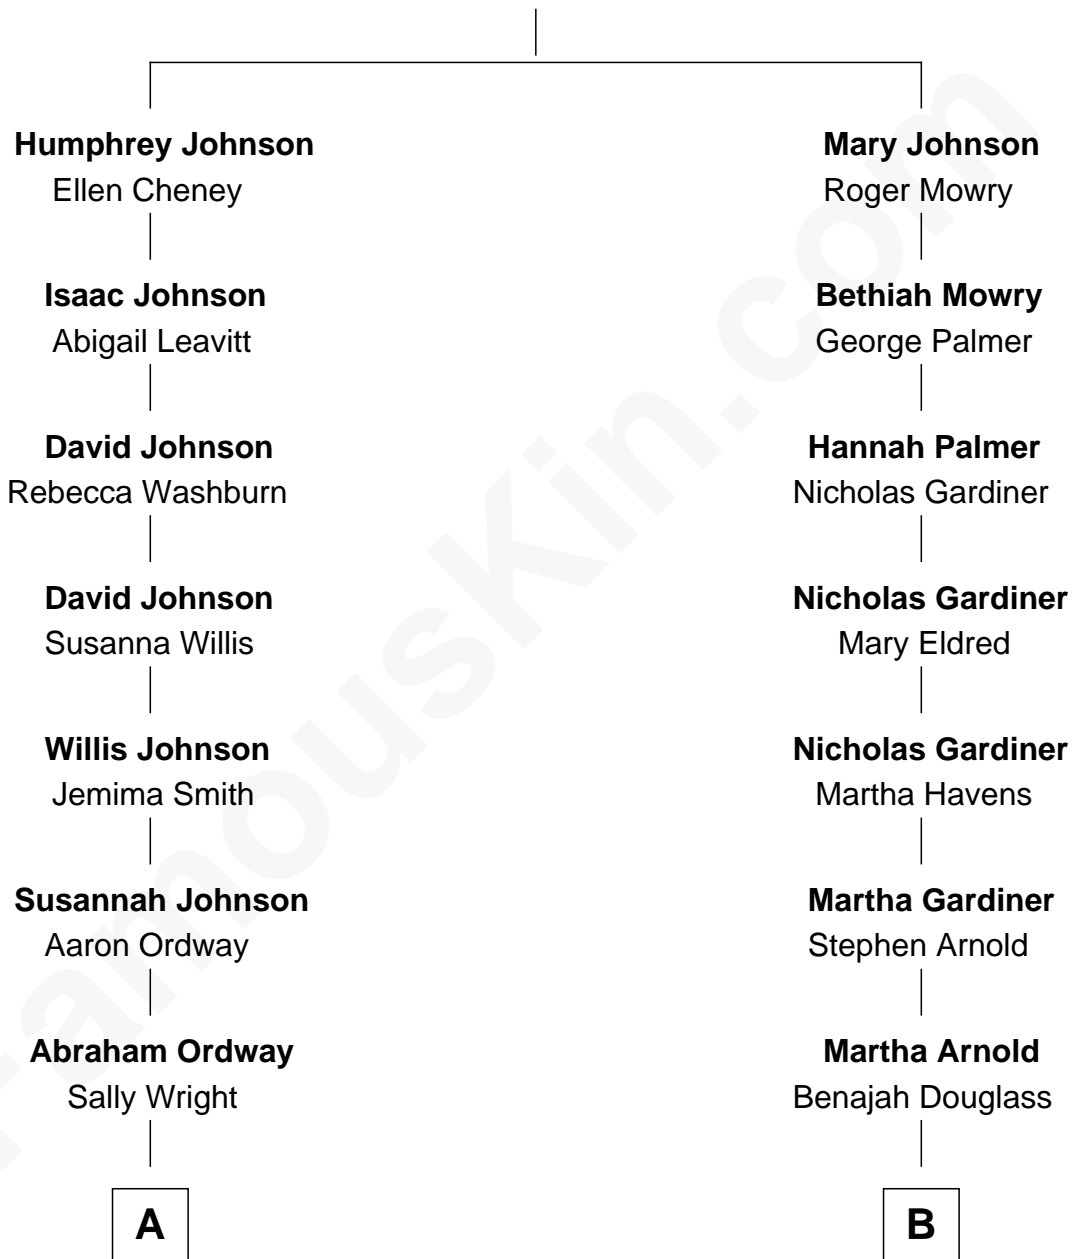 Humphrey Johnson
Ellen Cheney
Isaac Johnson
Abigail Leavitt
David Johnson
Rebecca Washburn
David Johnson
Susanna Willis
Willis Johnson
Jemima Smith
Susannah Johnson
Aaron Ordway
Abraham Ordway
Sally Wright
A
Mary Johnson
Roger Mowry
Bethiah Mowry
George Palmer
Hannah Palmer
Nicholas Gardiner
Nicholas Gardiner
Mary Eldred
Nicholas Gardiner
Martha Havens
Martha Gardiner
Stephen Arnold
Martha Arnold
Benajah Douglass
B
FamousKin.com